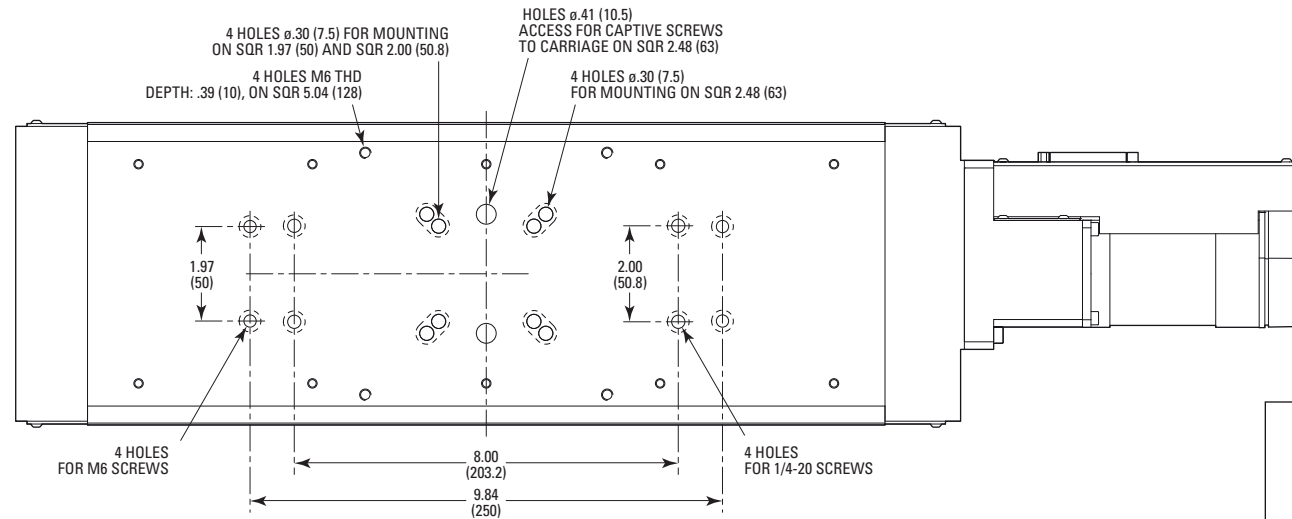 HOLES ø.41 (10.5)
ACCESS FOR CAPTIVE SCREWS
TO CARRIAGE ON SQR 2.48 (63)
4 HOLES ø.30 (7.5) FOR MOUNTING
ON SQR 1.97 (50) AND SQR 2.00 (50.8)
4 HOLES M6 THD
DEPTH: .39 (10), ON SQR 5.04 (128)
4 HOLES ø.30 (7.5)
FOR MOUNTING ON SQR 2.48 (63)
1.97
(50)
2.00
(50.8)
4 HOLES
FOR M6 SCREWS
8.00
(203.2)
4 HOLES
FOR 1/4-20 SCREWS
9.84
(250)